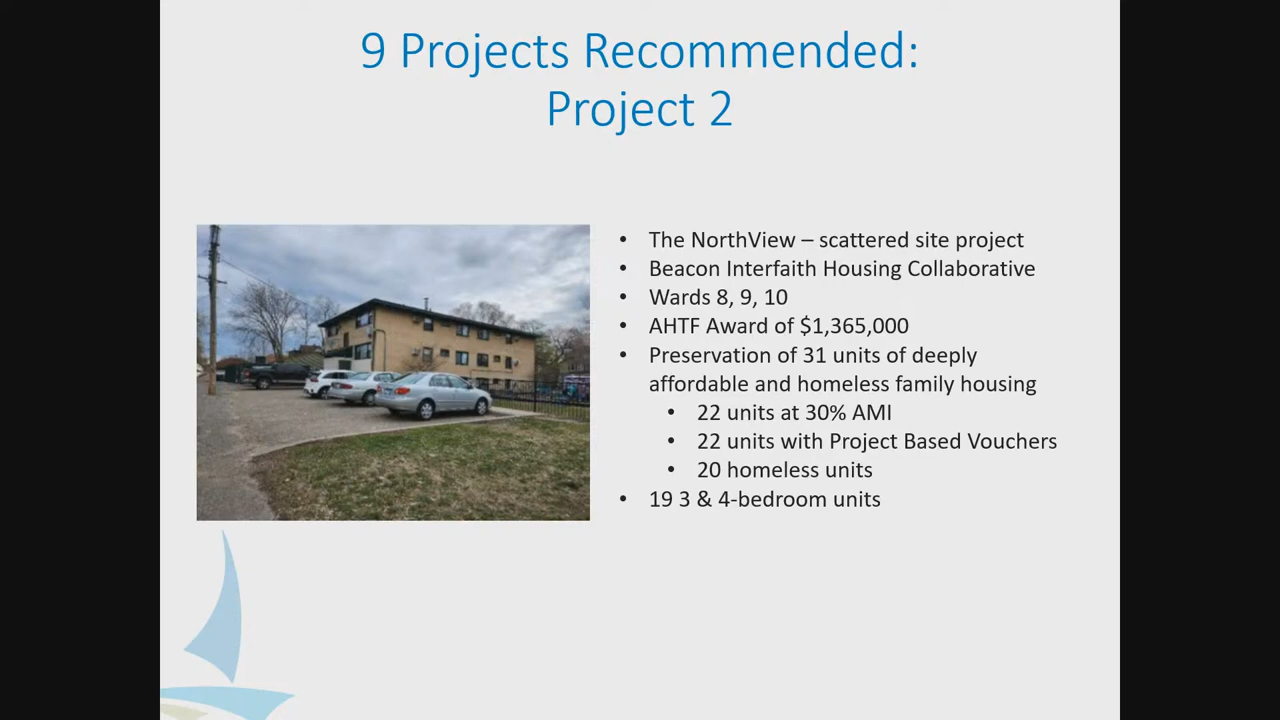 9 Projects Recommended:
Project 2
• The NorthView – scattered site project
• Beacon Interfaith Housing Collaborative
• Wards 8, 9, 10
• AHTF Award of $1,365,000
• Preservation of 31 units of deeply
affordable and homeless family housing
• 22 units at 30% AMI
• 22 units with Project Based Vouchers
• 20 homeless units
• 19 3 & 4-bedroom units